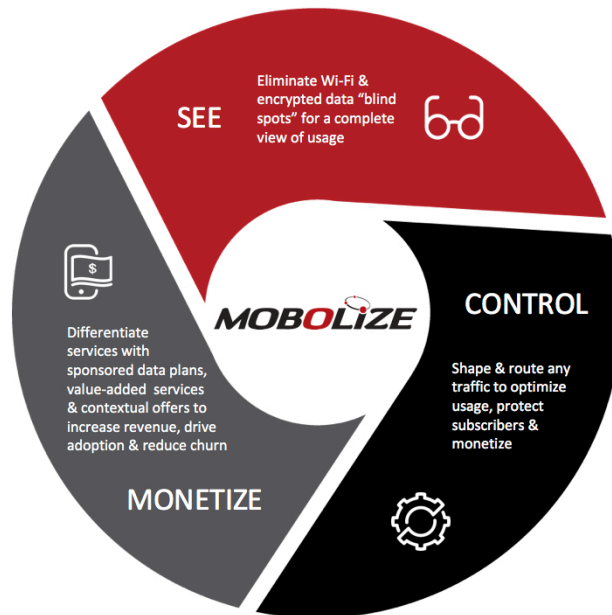 SEE
Eliminate Wi-Fi &
encrypted data “blind
spots” for a complete
view of usage
MOBOLIZE
CONTROL
Shape & route any
traffic to optimize
usage, protect
subscribers &
monetize
$
Differentiate
services with
sponsored data plans,
value-added services
& contextual offers to
increase revenue, drive
adoption & reduce churn
MONETIZE